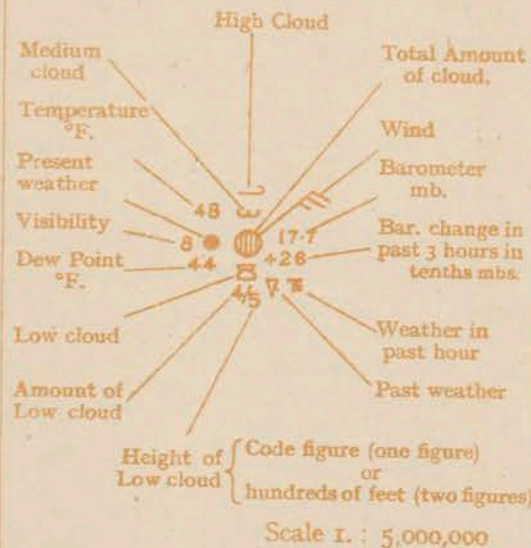 High Cloud
Medium
cloud
Total Amount
of cloud.
Temperature
°F.
Wind
Present
weather
Barometer
mb.
48
Visibility
8
17·7
Bar. change in
past 3 hours in
tenths mbs.
Dew Point
°F.
44
+26
4/5
Low cloud
Weather in
past hour
Amount of
Low cloud
Past weather
Height of
Low cloud
Code figure (one figure)
or
hundreds of feet (two figures)
Scale 1. : 5,000,000